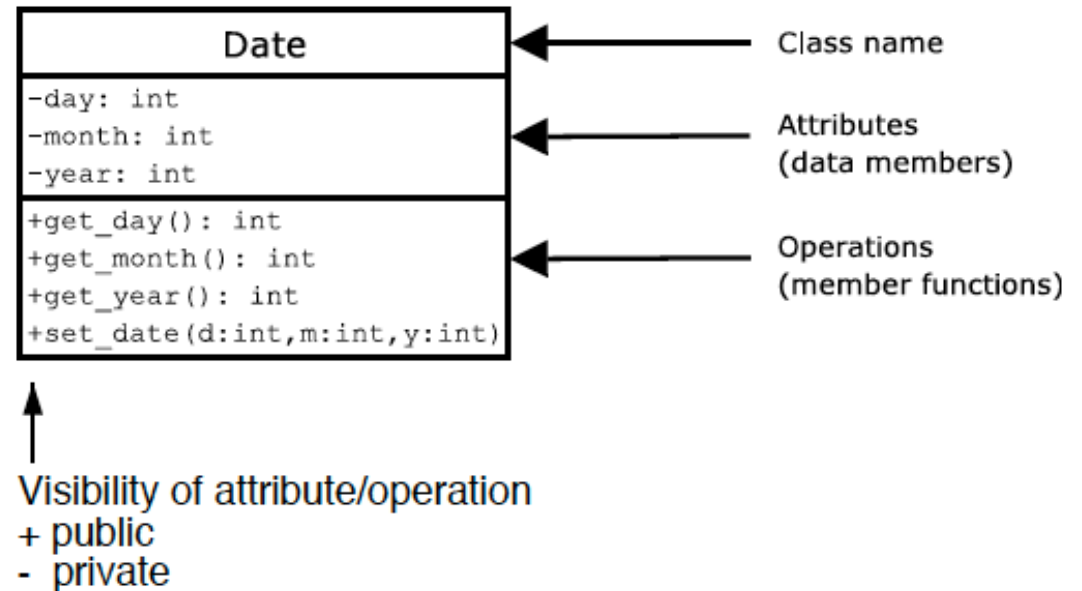 Date
Class name
-day: int
-month: int
-year: int
Attributes
(data members)
+get_day(): int
+get_month(): int
+get_year(): int
+set_date(d:int,m:int,y:int)
Operations
(member functions)
Visibility of attribute/operation
+ public
- private